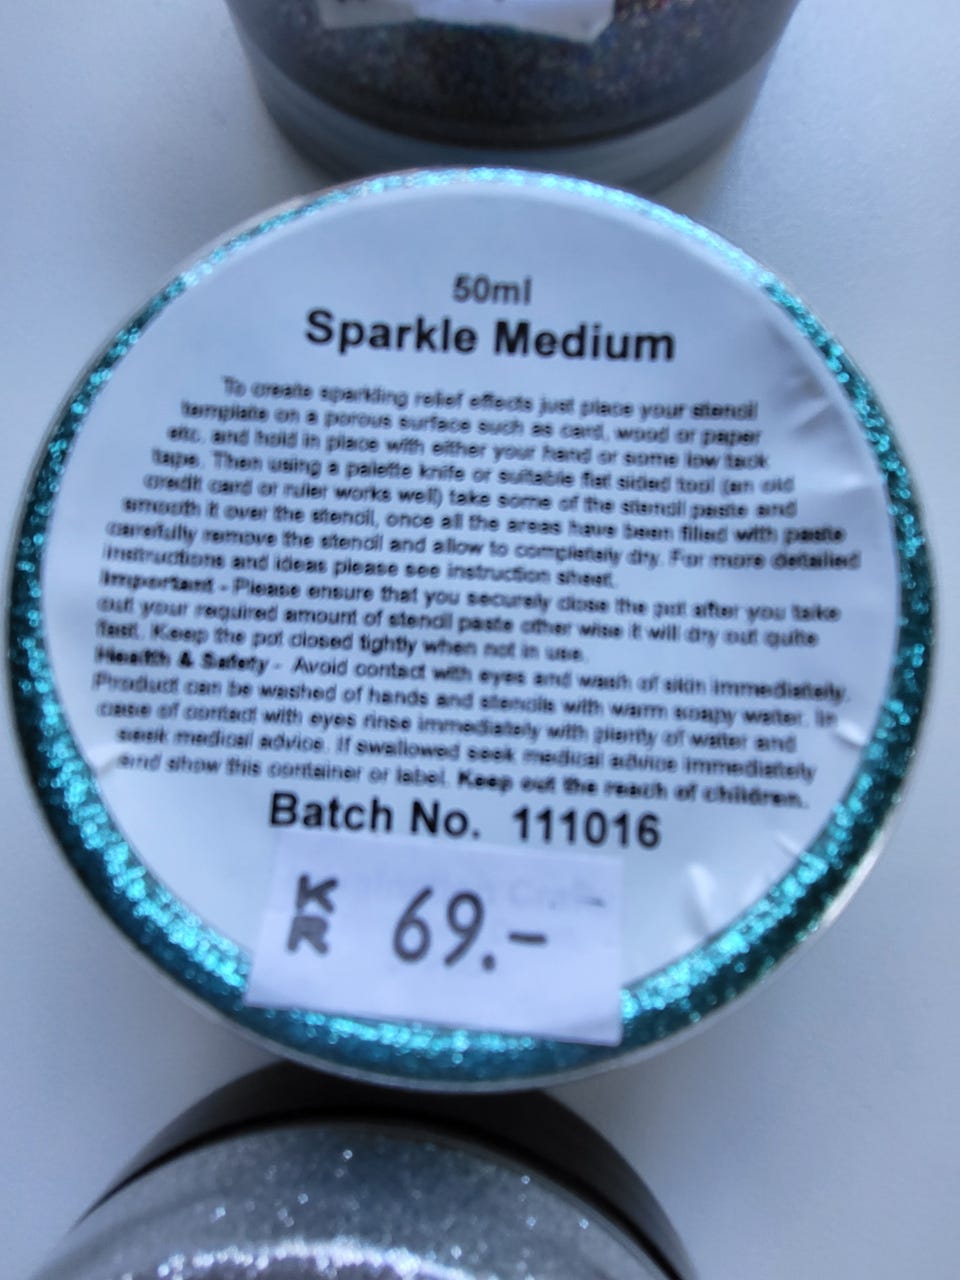 50ml
Sparkle Medium
To create sparkling relief effects just place your stencil
template on a porous surface such as card, wood or paper
etc. and hold in place with either your hand or some low tack
tape. Then using a palette knife or suitable flat sided tool (an old
credit card or ruler works well) take some of the stencil paste and
smooth it over the stencil, once all the areas have been filled with paste
carefully remove the stencil and allow to completely dry. For more detailed
instructions and ideas please see instruction sheet.
Important - Please ensure that you securely close the pot after you take
out your required amount of stencil paste other wise it will dry out quite
fast. Keep the pot closed tightly when not in use.
Health & Safety - Avoid contact with eyes and wash of skin immediately.
Product can be washed of hands and stencils with warm soapy water. In
case of contact with eyes rinse immediately with plenty of water and
seek medical advice. If swallowed seek medical advice immediately
and show this container or label. Keep out the reach of children.
Batch No. 111016
KR 69.-